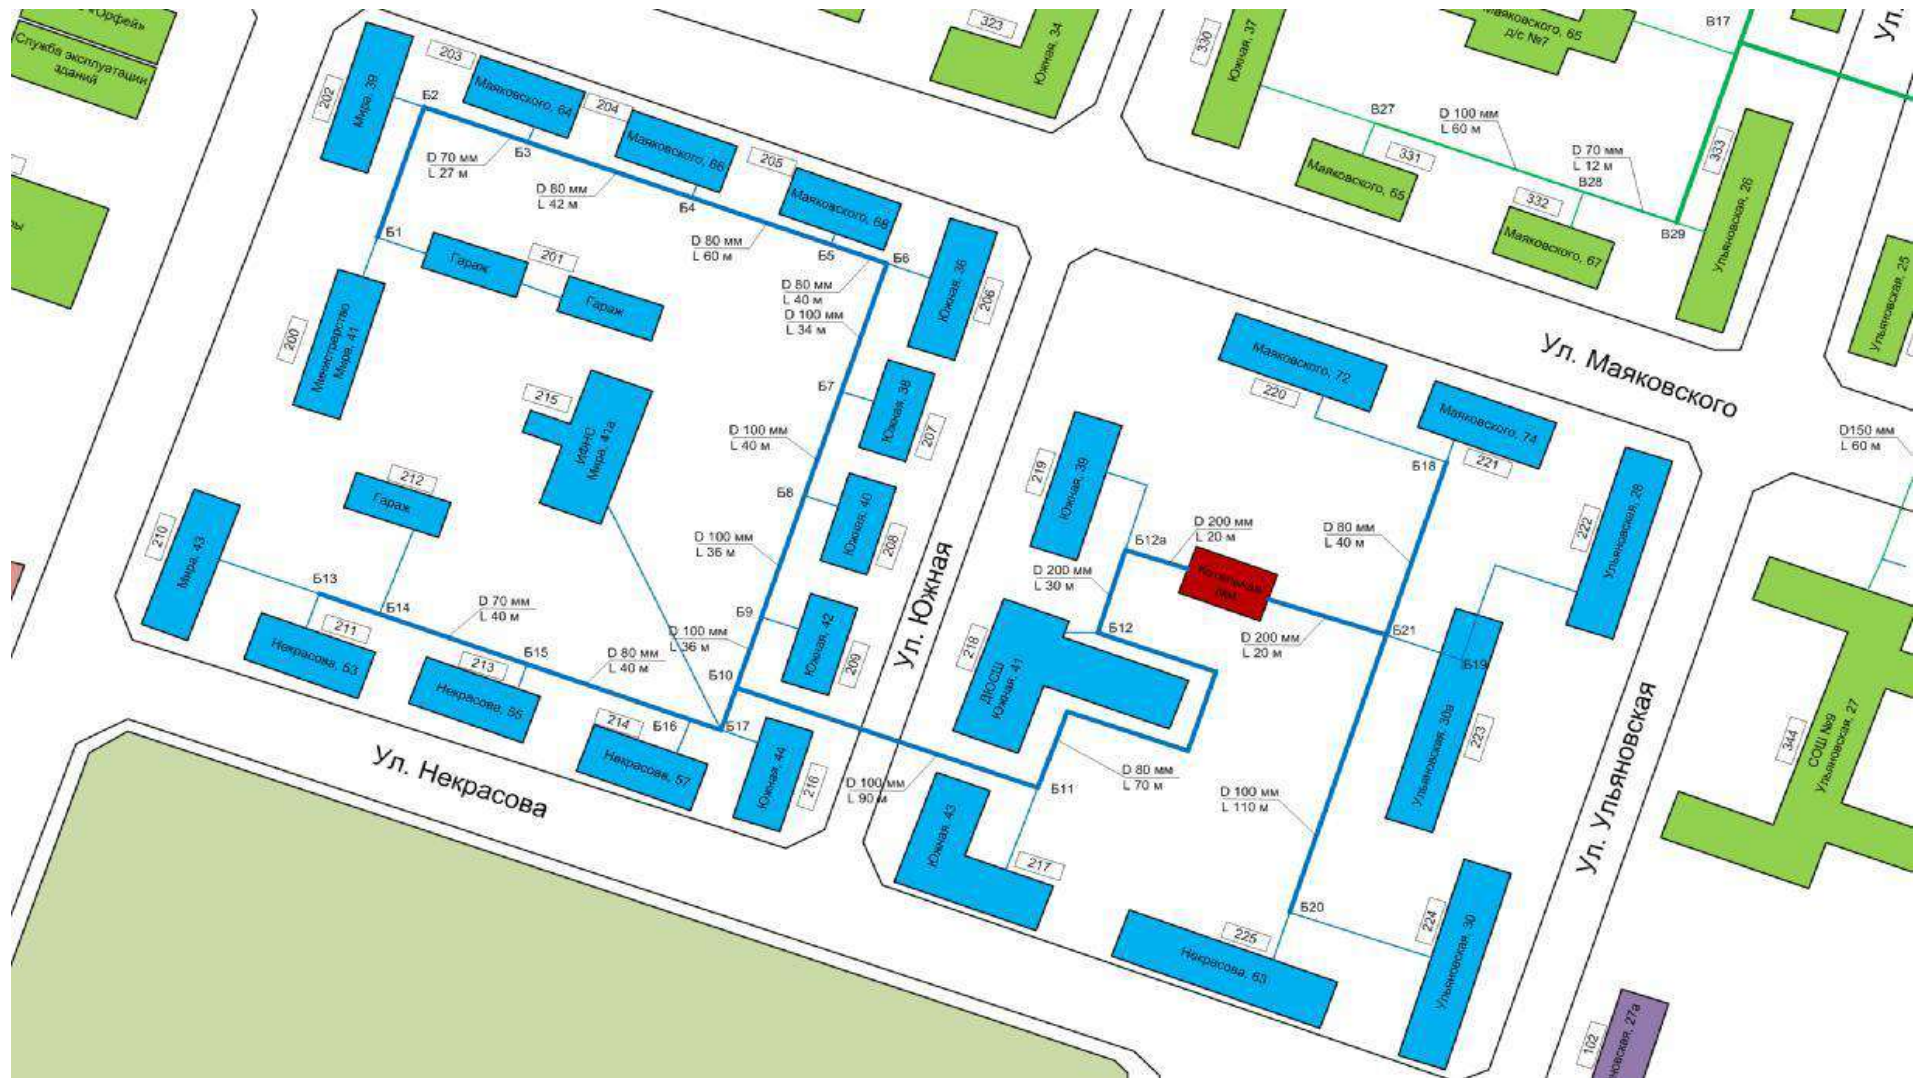 «Орфей»
Служба эксплуатации
зданий
202
Мира, 39
203
Маяковского, 64
204
Маяковского, 66
205
Маяковского, 68
Б2
Б3
D 70 мм
L 27 м
D 80 мм
L 42 м
Б4
D 80 мм
L 60 м
Б5
Б6
D 80 мм
L 40 м
D 100 мм
L 34 м
Южная, 36
206
Б1
Гараж
201
Гараж
200
Министерство
Мира, 41
215
ИФНС
Мира, 41а
Б7
Южная, 38
207
D 100 мм
L 40 м
Б8
Южная, 40
208
D 100 мм
L 36 м
Б9
Южная, 42
209
D 100 мм
L 36 м
Б10
212
Гараж
210
Мира, 43
Б13
Б14
D 70 мм
L 40 м
211
Некрасова, 53
Б15
213
Некрасова, 55
D 80 мм
L 40 м
214
Б16
Некрасова, 57
Б17
Южная, 44
216
Ул. Некрасова
Ул. Южная
323
Южная, 34
330
Южная, 37
Маяковского, 65
д/с №7
В17
Ул.
В27
D 100 мм
L 60 м
331
Маяковского, 65
D 70 мм
L 12 м
В28
332
Маяковского, 67
В29
333
Ульяновская, 26
Ульяновская, 25
Ул. Маяковского
D150 мм
L 60 м
Маяковского, 72
220
Маяковского, 74
Б18
221
219
Южная, 39
Б12а
D 200 мм
L 20 м
D 200 мм
L 30 м
Котельная
D 80 мм
L 40 м
222
Ульяновская, 28
Б12
D 200 мм
L 20 м
Б21
Б19
218
ДЮСШ
Южная, 41
Ульяновская, 30а
223
D 80 мм
L 70 м
D 100 мм
L 90 м
Б11
D 100 мм
L 110 м
Южная, 43
217
Б20
224
225
Некрасова, 63
Ульяновская, 30
Ул. Ульяновская
344
СОШ №9
Ульяновская, 27
102
новская, 27а